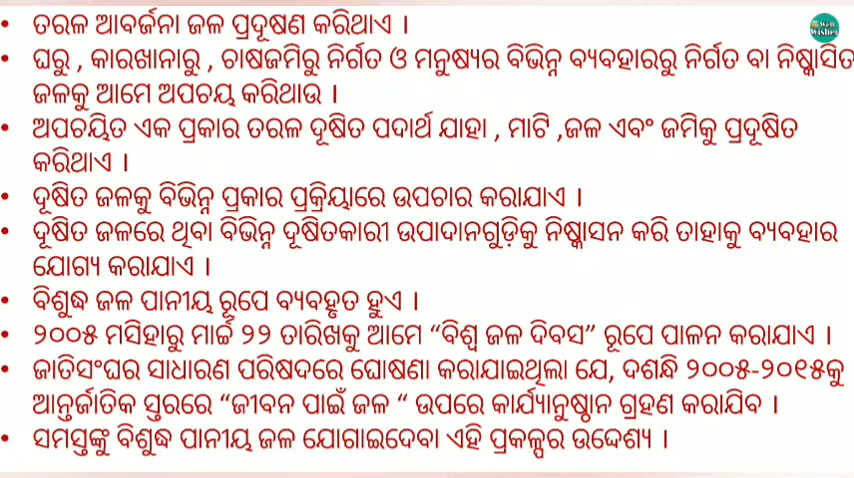 • ତରଳ ଆବର୍ଜନା ଜଳ ପ୍ରଦୂଷଣ କରିଥାଏ ।
Well Wisher
• ଘରୁ , କାରଖାନାରୁ , ଚାଷଜମିରୁ ନିର୍ଗତ ଓ ମନୁଷ୍ୟର ବିଭିନ୍ନ ବ୍ୟବହାରରୁ ନିର୍ଗତ ବା ନିଷ୍କାସିତ
ଜଳକୁ ଆମେ ଅପଚୟ କରିଥାଉ ।
• ଅପଚୟିତ ଏକ ପ୍ରକାର ତରଳ ଦୂଷିତ ପଦାର୍ଥ ଯାହା , ମାଟି ,ଜଳ ଏବଂ ଜମିକୁ ପ୍ରଦୂଷିତ
କରିଥାଏ ।
• ଦୂଷିତ ଜଳକୁ ବିଭିନ୍ନ ପ୍ରକାର ପ୍ରକ୍ରିୟାରେ ଉପଚାର କରାଯାଏ ।
• ଦୂଷିତ ଜଳରେ ଥିବା ବିଭିନ୍ନ ଦୂଷିତକାରୀ ଉପାଦାନଗୁଡ଼ିକୁ ନିଷ୍କାସନ କରି ତାହାକୁ ବ୍ୟବହାର
ଯୋଗ୍ୟ କରାଯାଏ ।
• ବିଶୁଦ୍ଧ ଜଳ ପାନୀୟ ରୂପେ ବ୍ୟବହୃତ ହୁଏ ।
• ୨୦୦୫ ମସିହାରୁ ମାର୍ଚ୍ଚ ୨୨ ତାରିଖକୁ ଆମେ “ବିଶ୍ୱ ଜଳ ଦିବସ” ରୂପେ ପାଳନ କରାଯାଏ ।
• ଜାତିସଂଘର ସାଧାରଣ ପରିଷଦରେ ଘୋଷଣା କରାଯାଇଥିଲା ଯେ, ଦଶନ୍ଧି ୨୦୦୫-୨୦୧୫କୁ
ଆନ୍ତର୍ଜାତିକ ସ୍ତରରେ “ଜୀବନ ପାଇଁ ଜଳ “ ଉପରେ କାର୍ଯ୍ୟାନୁଷ୍ଠାନ ଗ୍ରହଣ କରାଯିବ ।
• ସମସ୍ତଙ୍କୁ ବିଶୁଦ୍ଧ ପାନୀୟ ଜଳ ଯୋଗାଇଦେବା ଏହି ପ୍ରକଳ୍ପର ଉଦ୍ଦେଶ୍ୟ ।